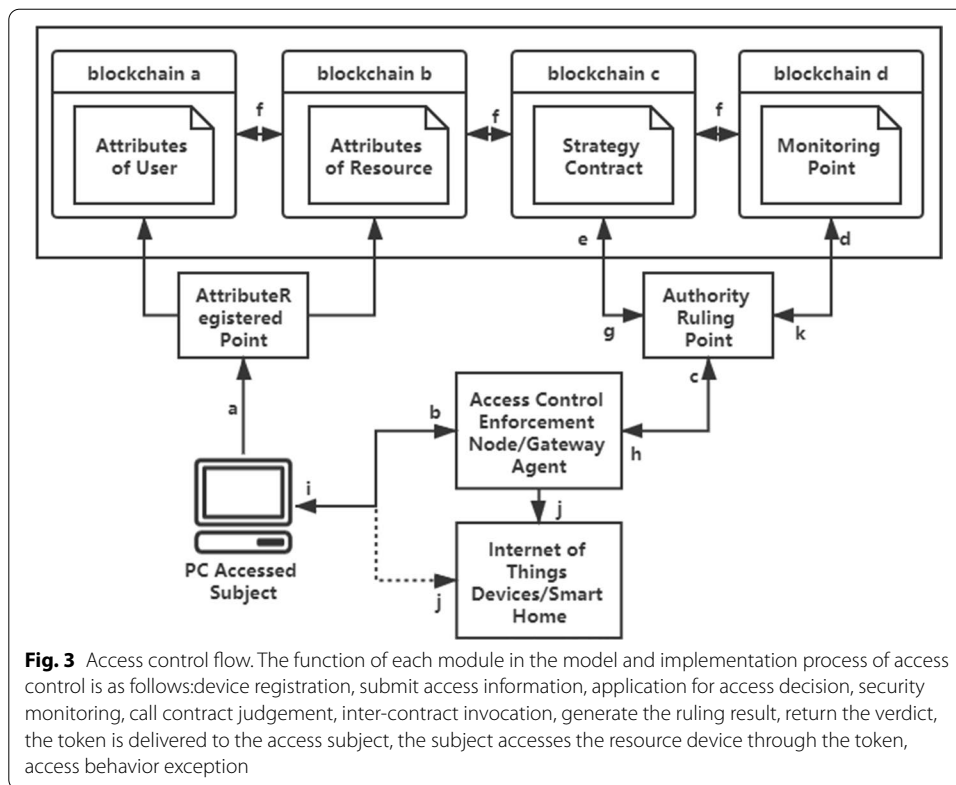 blockchain a
blockchain b
blockchain c
blockchain d
f
f
f
Attributes
of User
Attributes
of Resource
Strategy
Contract
Monitoring
Point
e
d
AttributeR
egistered
Point
Authority
Ruling
Point
g
k
c
a
b
Access Control
Enforcement
Node/Gateway
Agent
h
i
j
PC Accessed
Subject
j
Internet of
Things
Devices/Smart
Home
Fig. 3 Access control flow. The function of each module in the model and implementation process of access
control is as follows:device registration, submit access information, application for access decision, security
monitoring, call contract judgement, inter-contract invocation, generate the ruling result, return the verdict,
the token is delivered to the access subject, the subject accesses the resource device through the token,
access behavior exception